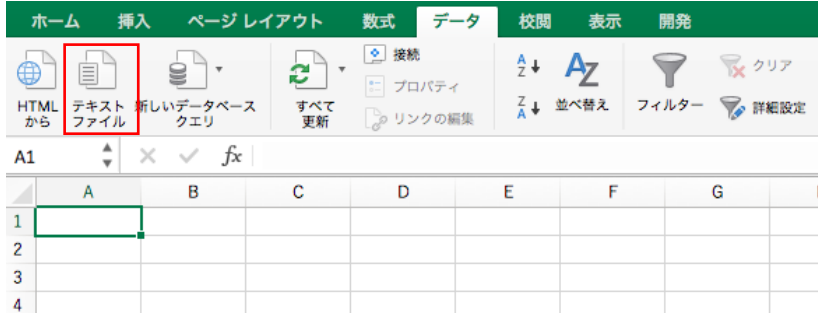 ホーム 挿入 ページ レイアウト 数式 データ 校閲 表示 開発
HTML
から
テキスト
ファイル
新しいデータベース
クエリ
すべて
更新
接続
プロパティ
リンクの編集
A
Z
Z
A
AZ
並べ替え
フィルター
クリア
詳細設定
A1 fx
A B C D E F G
1
2
3
4